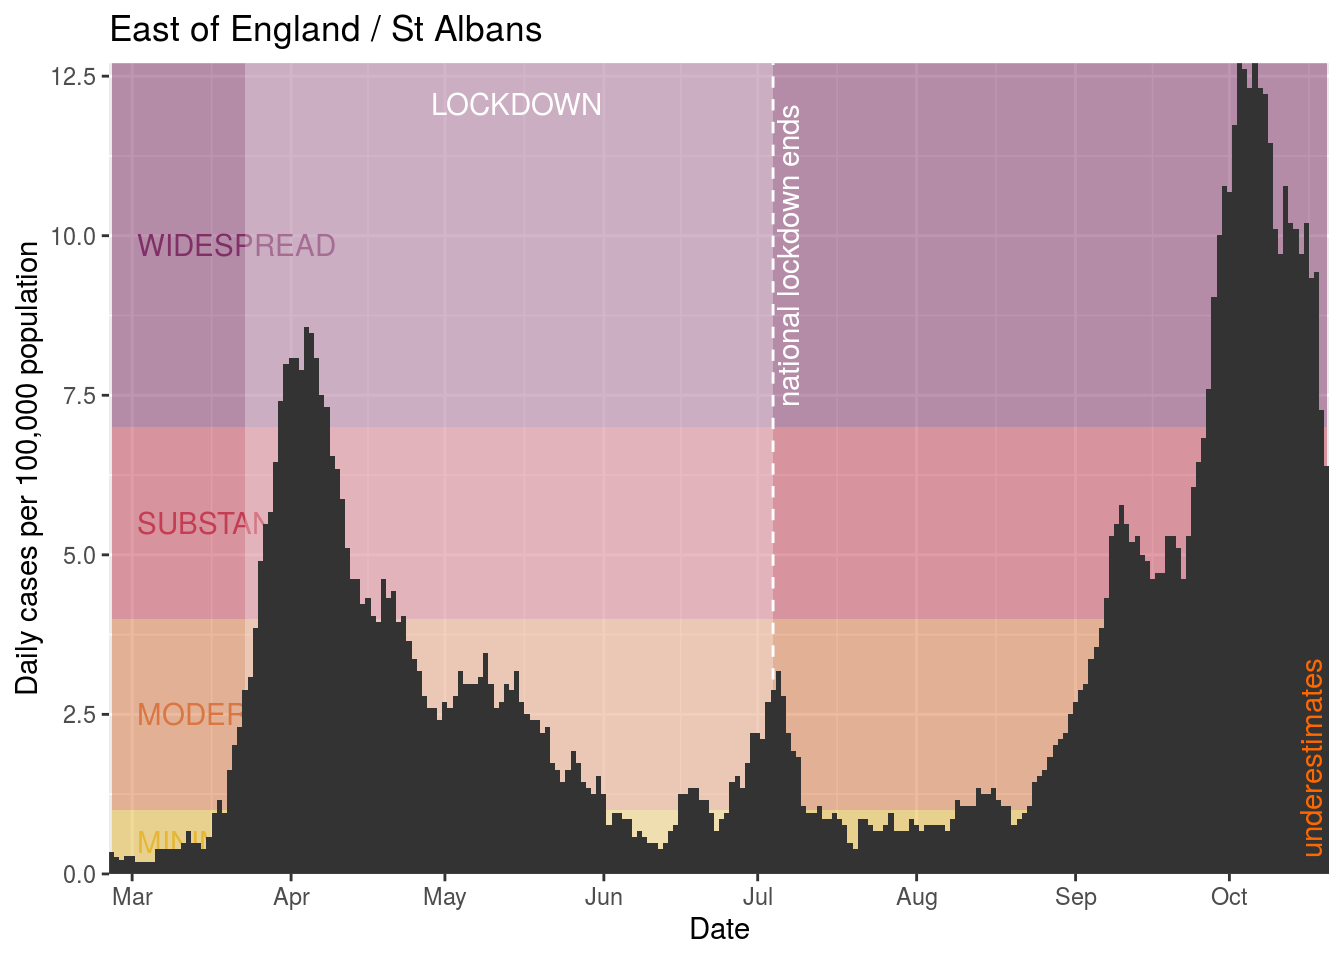 East of England / St Albans
12.5
10.0
7.5
5.0
2.5
0.0
Daily cases per 100,000 population
LOCKDOWN
national lockdown ends
WIDESPREAD
SUBSTAN
MODER
MINI
underestimates
Mar Apr May Jun Jul Aug Sep Oct
Date